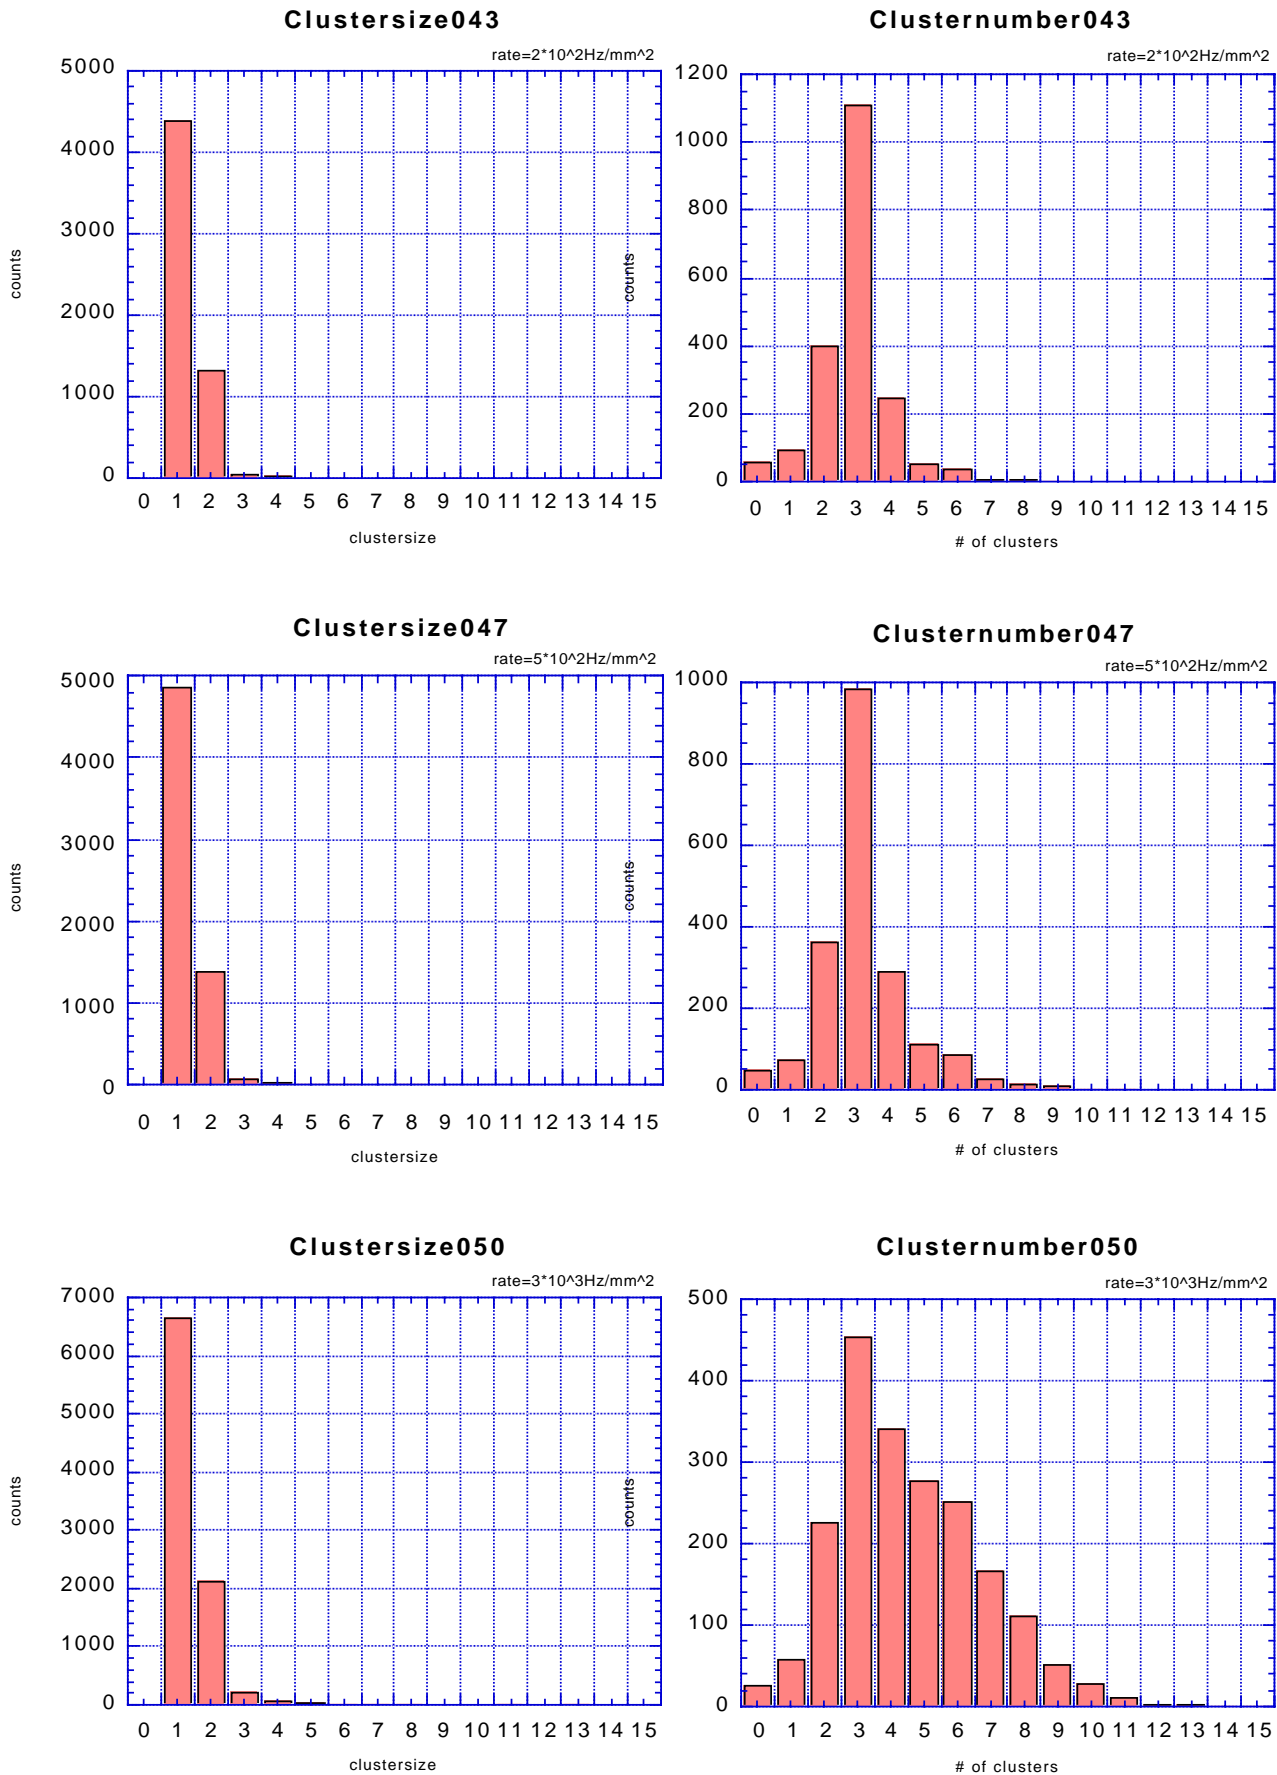 Clustersize043
rate=2*10^2Hz/mm^2
5000
4000
3000
2000
1000
0
counts
0 1 2 3 4 5 6 7 8 9 10 11 12 13 14 15
clustersize
Clusternumber043
rate=2*10^2Hz/mm^2
1200
1000
800
600
400
200
0
counts
0 1 2 3 4 5 6 7 8 9 10 11 12 13 14 15
# of clusters
Clustersize047
rate=5*10^2Hz/mm^2
5000
4000
3000
2000
1000
0
counts
0 1 2 3 4 5 6 7 8 9 10 11 12 13 14 15
clustersize
Clusternumber047
rate=5*10^2Hz/mm^2
1000
800
600
400
200
0
counts
0 1 2 3 4 5 6 7 8 9 10 11 12 13 14 15
# of clusters
Clustersize050
rate=3*10^3Hz/mm^2
7000
6000
5000
4000
3000
2000
1000
0
counts
0 1 2 3 4 5 6 7 8 9 10 11 12 13 14 15
clustersize
Clusternumber050
rate=3*10^3Hz/mm^2
500
400
300
200
100
0
counts
0 1 2 3 4 5 6 7 8 9 10 11 12 13 14 15
# of clusters